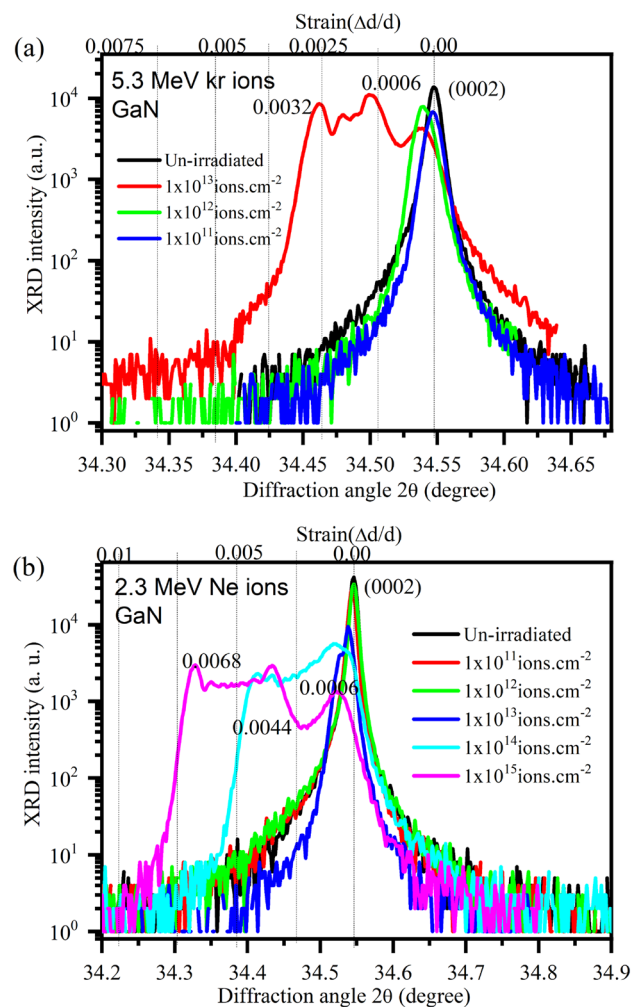 Strain(Δd/d)
(a)
0.0075 0.005 0.0025 0.00
5.3 MeV kr ions
GaN
0.0032 0.0006 (0002)
Un-irradiated
1x10¹³ions.cm⁻²
1x10¹²ions.cm⁻²
1x10¹¹ions.cm⁻²
XRD intensity (a.u.)
10⁴
10³
10²
10¹
10⁰
34.30 34.35 34.40 34.45 34.50 34.55 34.60 34.65
Diffraction angle 2θ (degree)
Strain(Δd/d)
(b)
0.01 0.005 0.00
2.3 MeV Ne ions
GaN
(0002)
0.0068 0.0006
0.0044
Un-irradiated
1x10¹¹ions.cm⁻²
1x10¹²ions.cm⁻²
1x10¹³ions.cm⁻²
1x10¹⁴ions.cm⁻²
1x10¹⁵ions.cm⁻²
XRD intensity (a. u.)
10⁴
10³
10²
10¹
10⁰
34.2 34.3 34.4 34.5 34.6 34.7 34.8 34.9
Diffraction angle 2θ (degree)